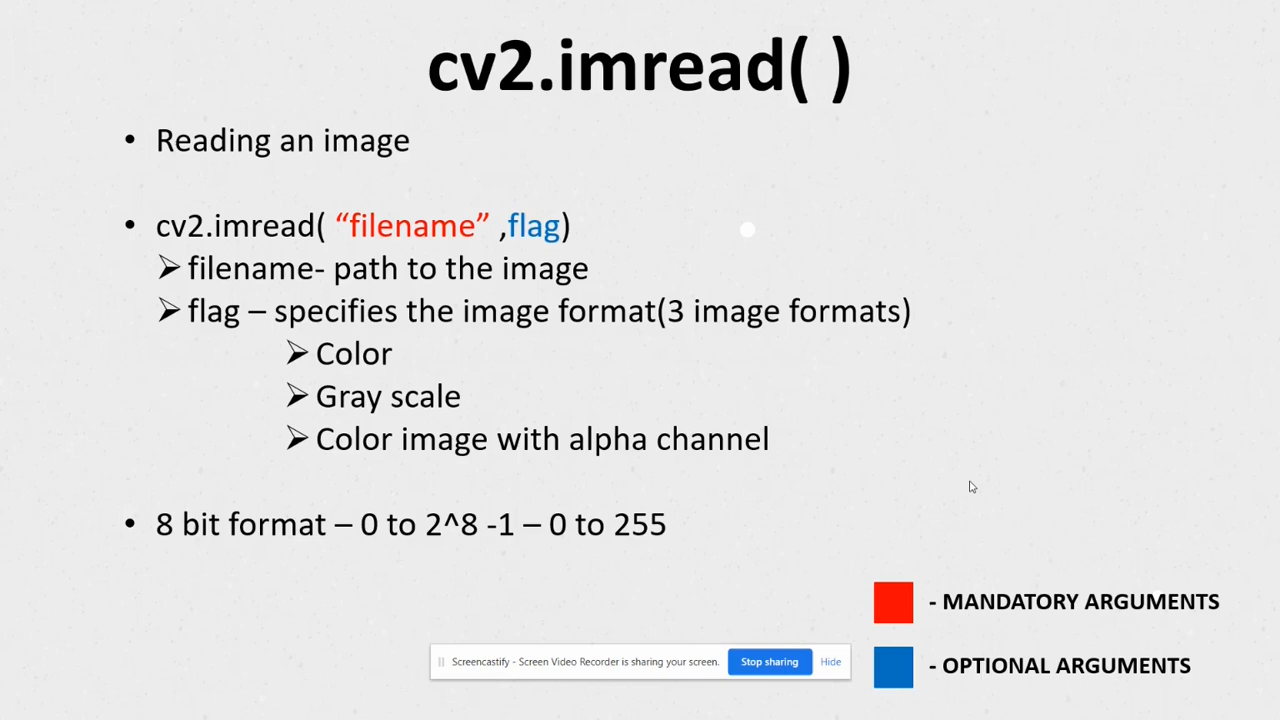 cv2.imread( )
• Reading an image
• cv2.imread( “filename” ,flag)
➢ filename- path to the image
➢ flag – specifies the image format(3 image formats)
➢ Color
➢ Gray scale
➢ Color image with alpha channel
• 8 bit format – 0 to 2^8 -1 – 0 to 255
- MANDATORY ARGUMENTS
Screencastify - Screen Video Recorder is sharing your screen. Stop sharing Hide
- OPTIONAL ARGUMENTS